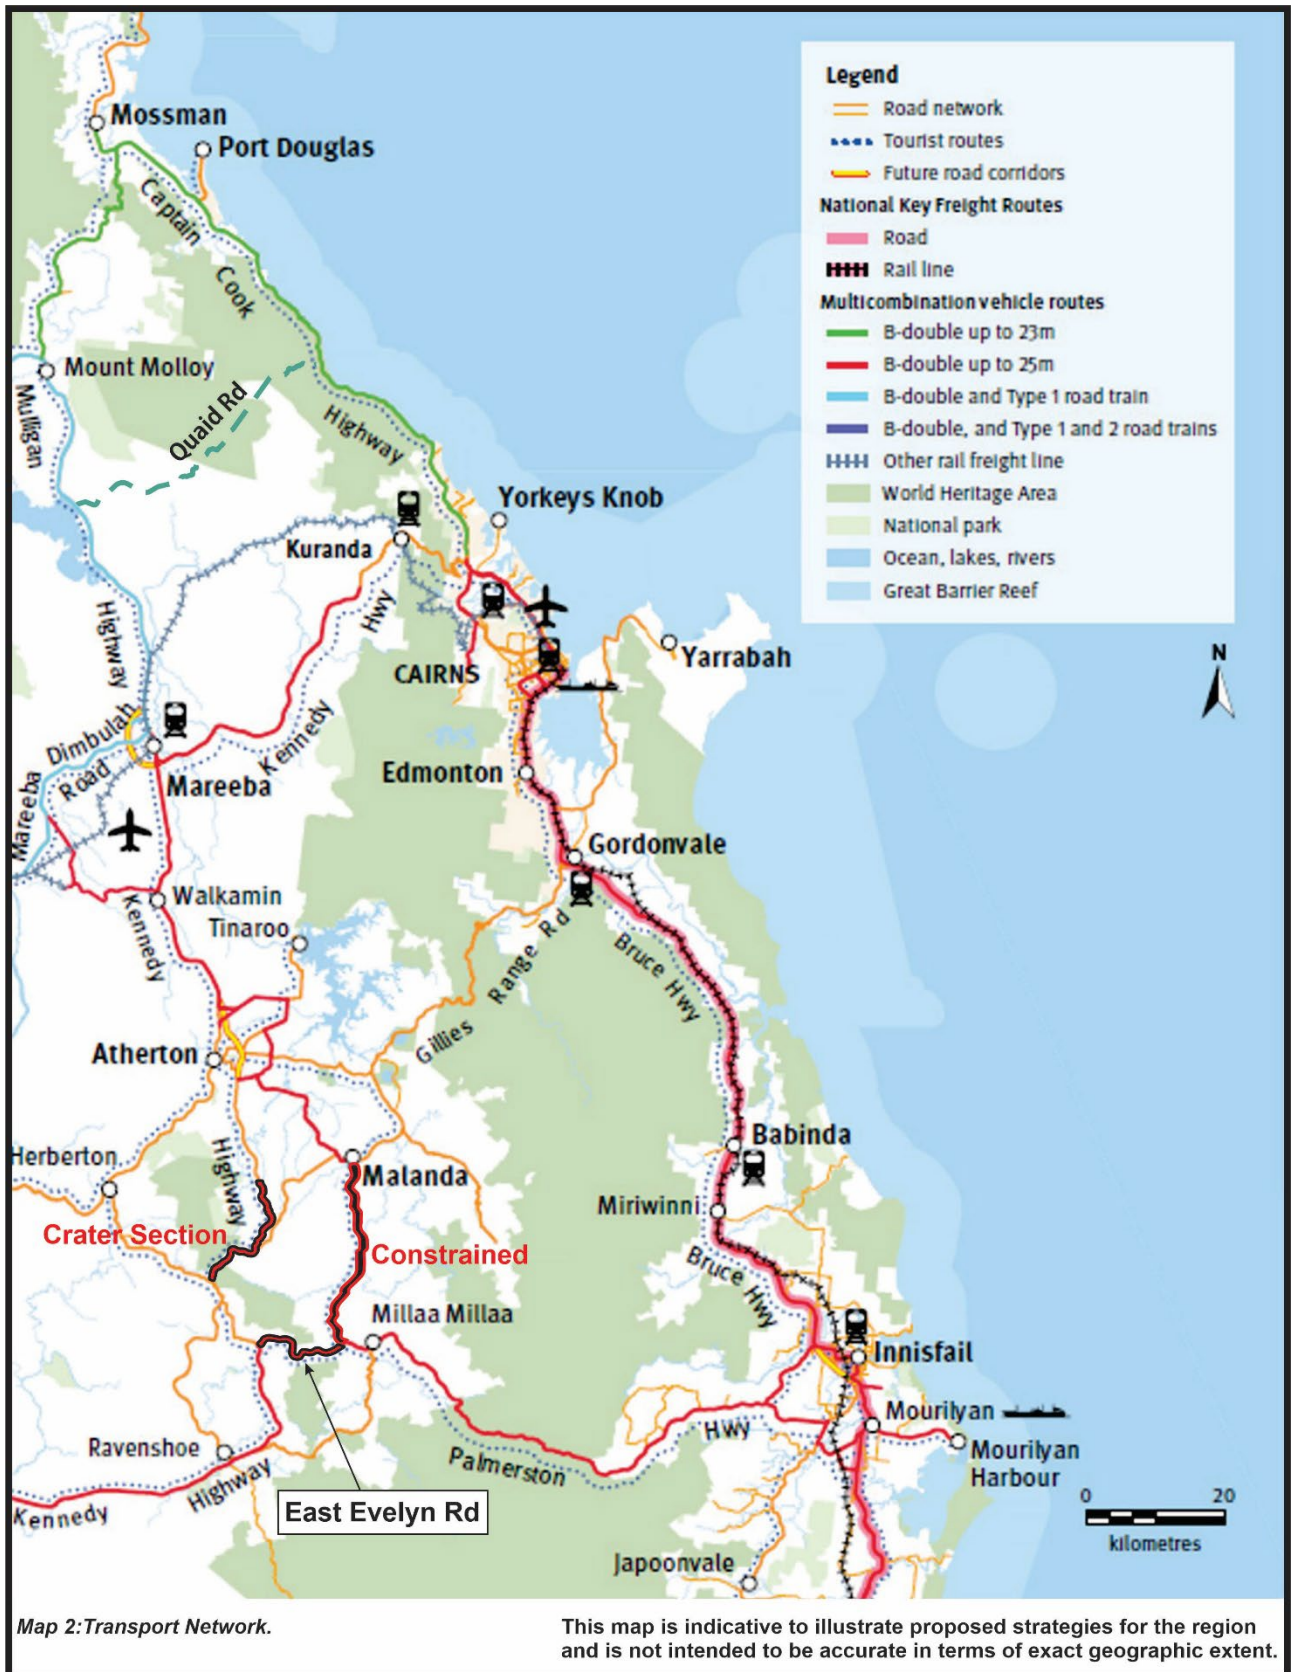 Mossman
Port Douglas
Captain
Cook
Highway
Mount Molloy
Mulligan
Highway
Quaid Rd
Yorkeys Knob
Kuranda
Hwy
Kennedy
CAIRNS
Yarrabah
Dimbulah
Road
Mareeba
Mareeba
Edmonton
Gordonvale
Walkamin
Tinaroo
Kennedy
Range Rd
Gillies
Bruce Hwy
Atherton
Herberton
Highway
Malanda
Crater Section
Constrained
Babinda
Miriwinni
Bruce Hwy
Millaa Millaa
Innisfail
Mourilyan
Mourilyan
Harbour
Ravenshoe
Highway
Kennedy
Palmerston
Hwy
East Evelyn Rd
Japoonvale
Legend
Road network
Tourist routes
Future road corridors
National Key Freight Routes
Road
Rail line
Multicombination vehicle routes
B-double up to 23m
B-double up to 25m
B-double and Type 1 road train
B-double, and Type 1 and 2 road trains
Other rail freight line
World Heritage Area
National park
Ocean, lakes, rivers
Great Barrier Reef
N
0 20
kilometres
Map 2:Transport Network.
This map is indicative to illustrate proposed strategies for the region
and is not intended to be accurate in terms of exact geographic extent.